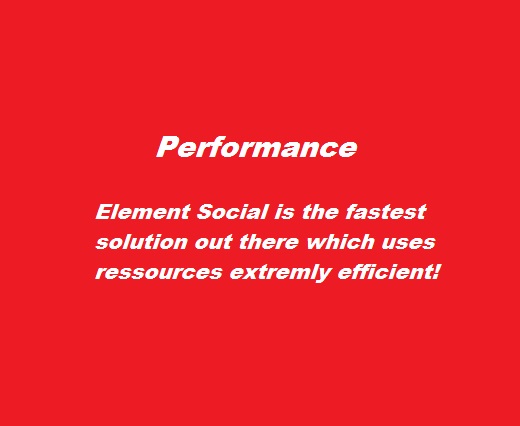 Performance
Element Social is the fastest
solution out there which uses
ressources extremly efficient!